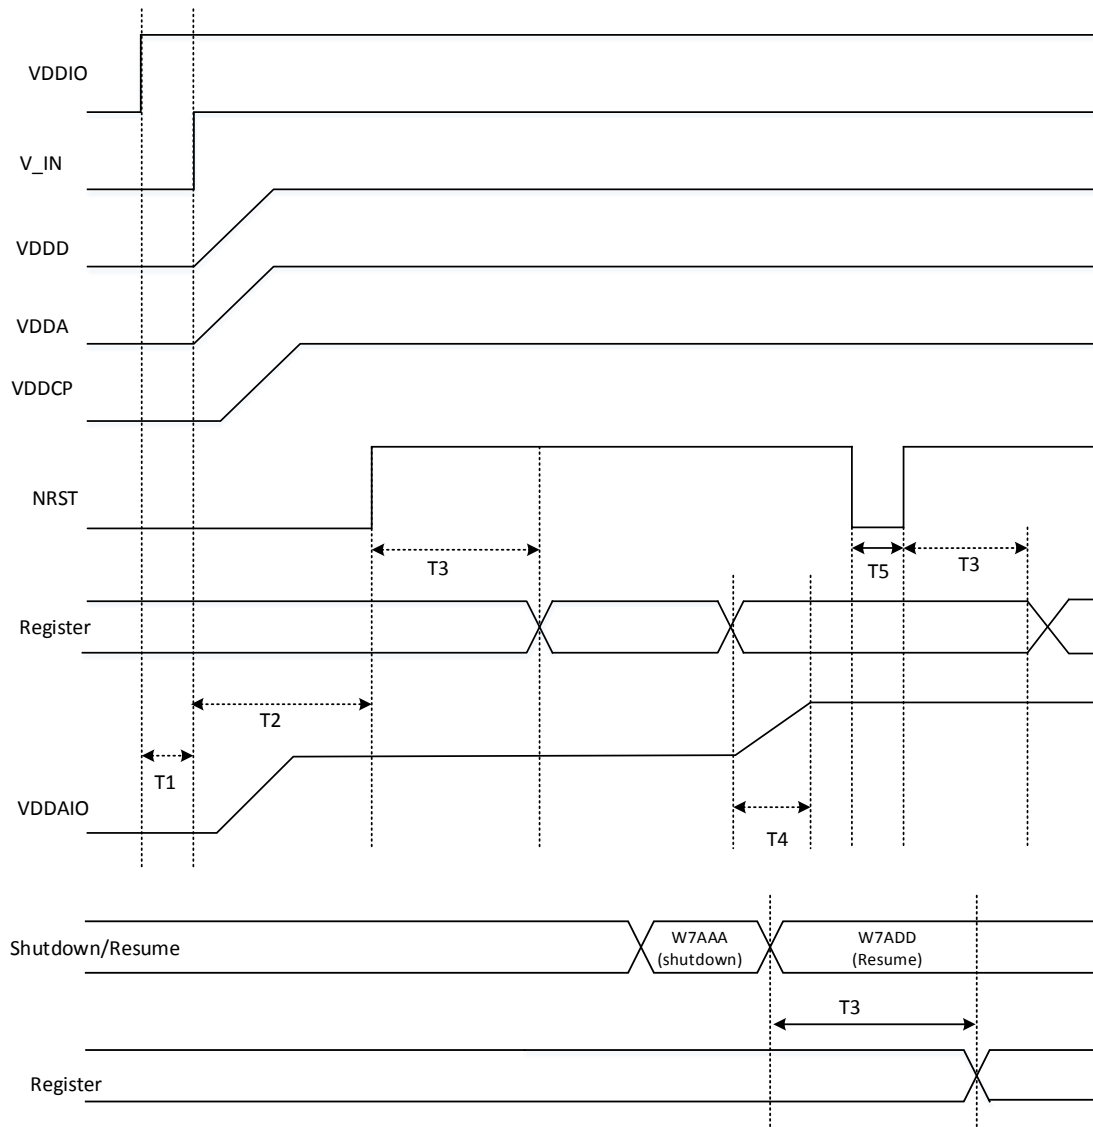 VDDIO
V_IN
VDDD
VDDA
VDDCP
NRST
T3
T5
T3
Register
T2
T1
VDDAIO
T4
Shutdown/Resume
W7AAA
(shutdown)
W7ADD
(Resume)
T3
Register